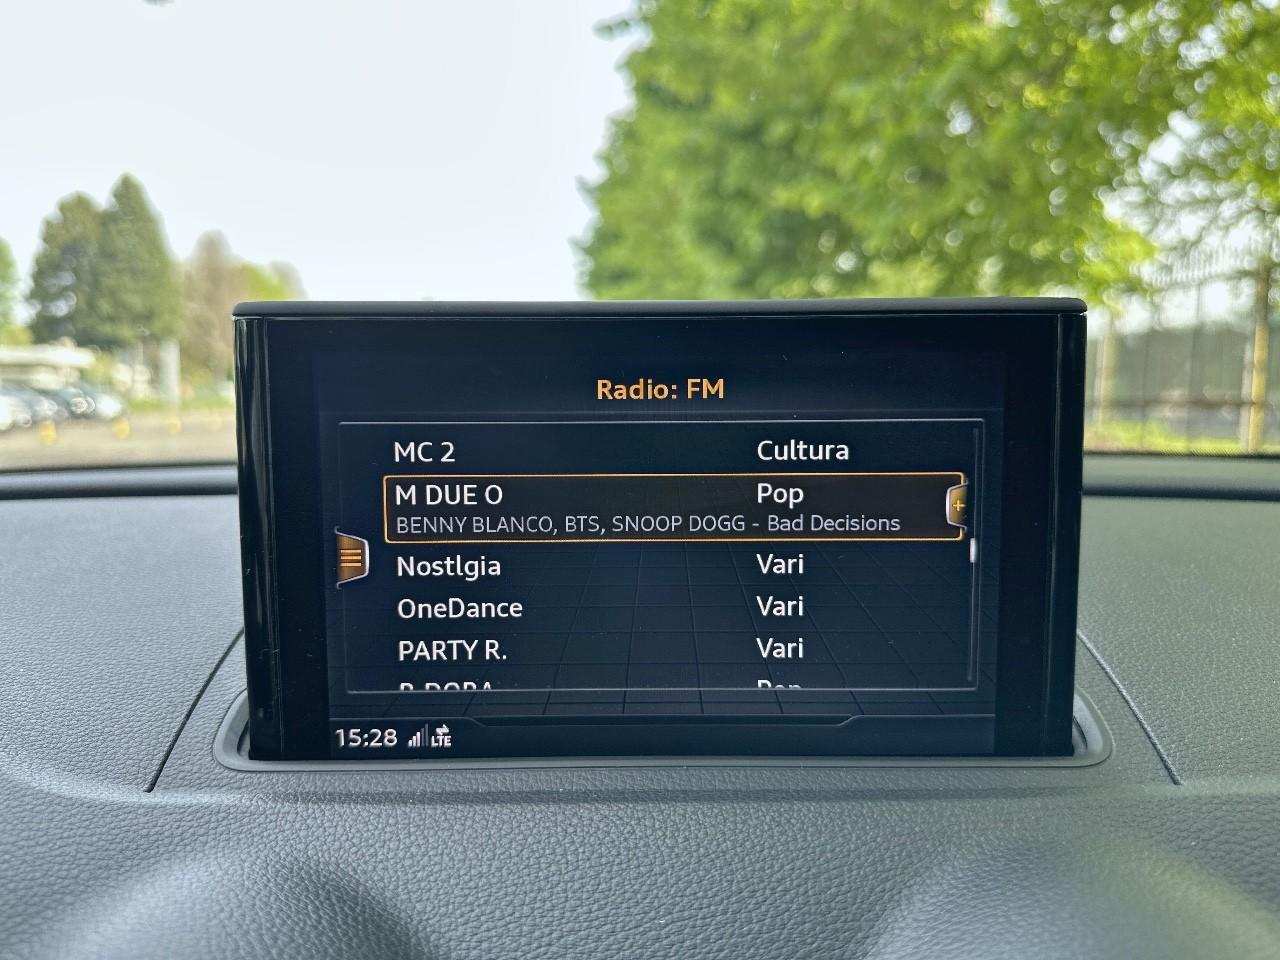 Radio: FM
MC 2 Cultura
M DUE O Pop
BENNY BLANCO, BTS, SNOOP DOGG - Bad Decisions
Nostlgia Vari
OneDance Vari
PARTY R. Vari
15:28 LTE